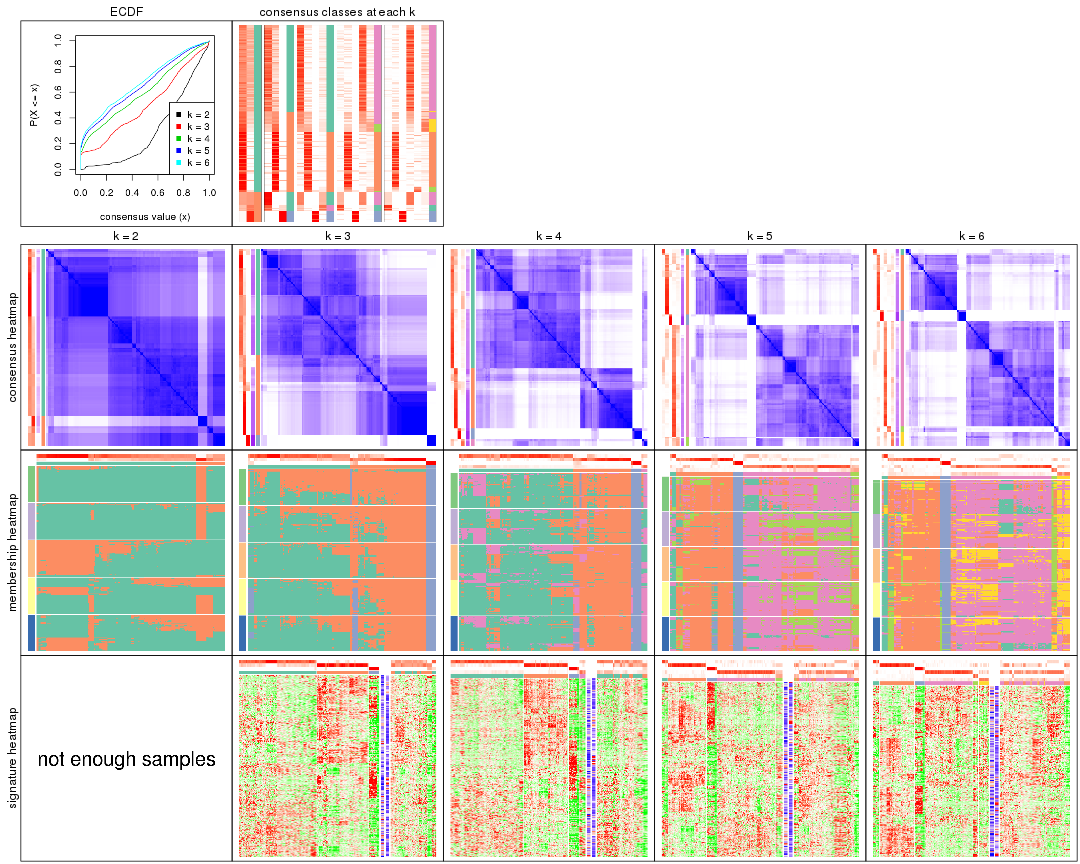 ECDF
consensus classes at each k
P(X <= x)
0.0 0.2 0.4 0.6 0.8 1.0
k = 2
k = 3
k = 4
k = 5
k = 6
0.0 0.2 0.4 0.6 0.8 1.0
consensus value (x)
k = 2
k = 3
k = 4
k = 5
k = 6
consensus heatmap
membership heatmap
signature heatmap
not enough samples